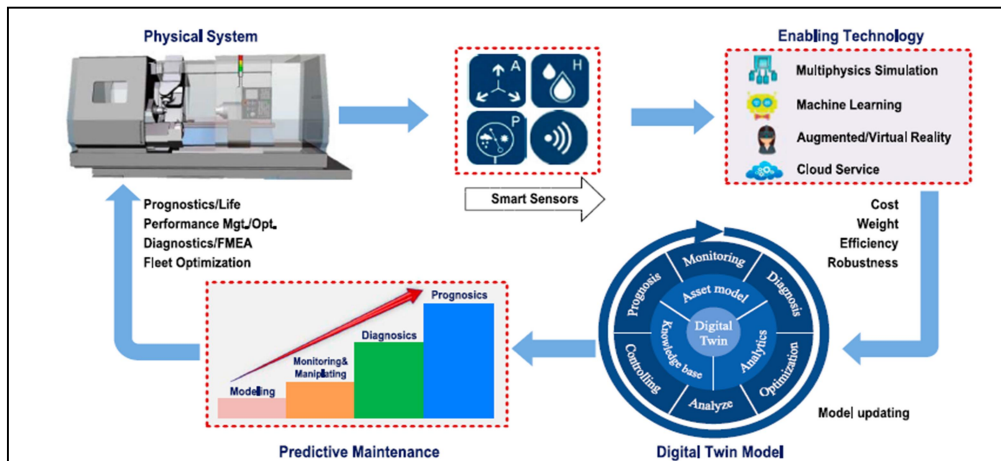 Physical System
Enabling Technology
A
H
P
Smart Sensors
Multiphysics Simulation
Machine Learning
Augmented/Virtual Reality
Cloud Service
Prognostics/Life
Performance Mgt./Opt.
Diagnostics/FMEA
Fleet Optimization
Cost
Weight
Efficiency
Robustness
Prognosics
Diagnosics
Monitoring&
Maniplating
Modeling
Monitoring
Diagnosis
Optimization
Analyze
Controlling
Prognosis
Asset model
Analytics
Knowledge base
Digital
Twin
Model updating
Predictive Maintenance
Digital Twin Model